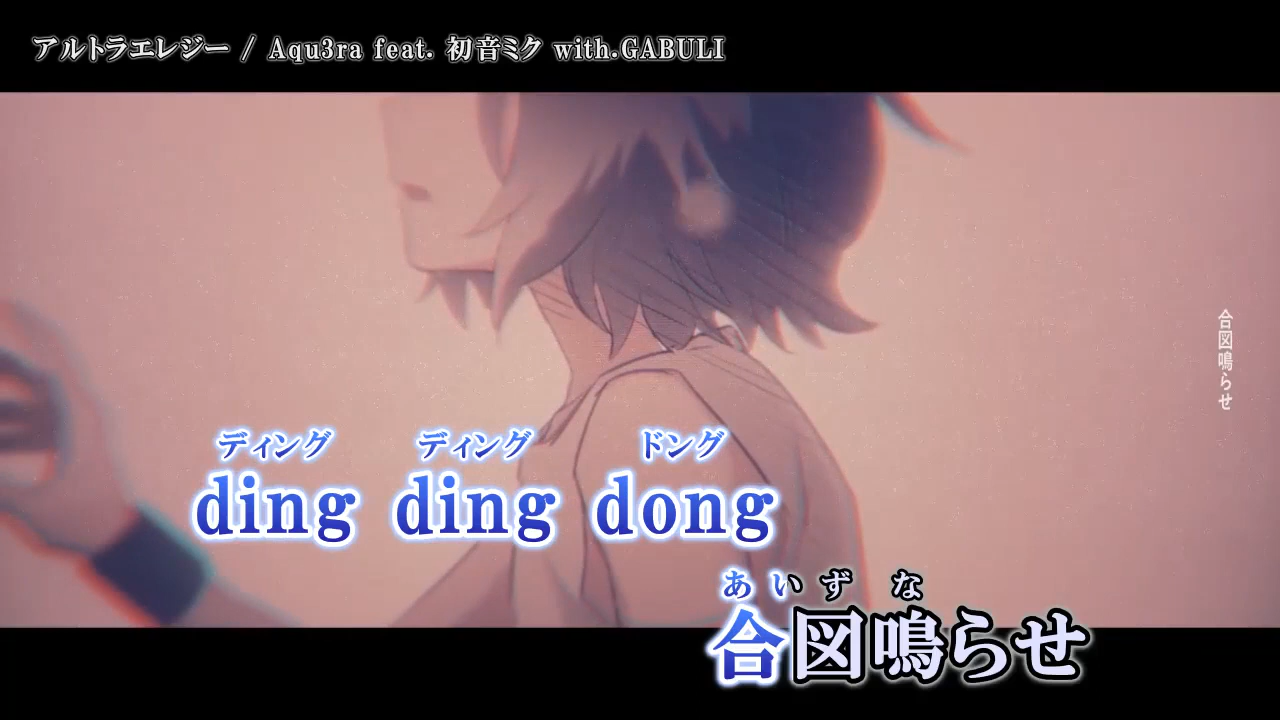 アルトラエレジー / Aqu3ra feat. 初音ミク with.GABULI
合図鳴らせ
ディング ディング ドング
ding ding dong
あいず な
合図鳴らせ